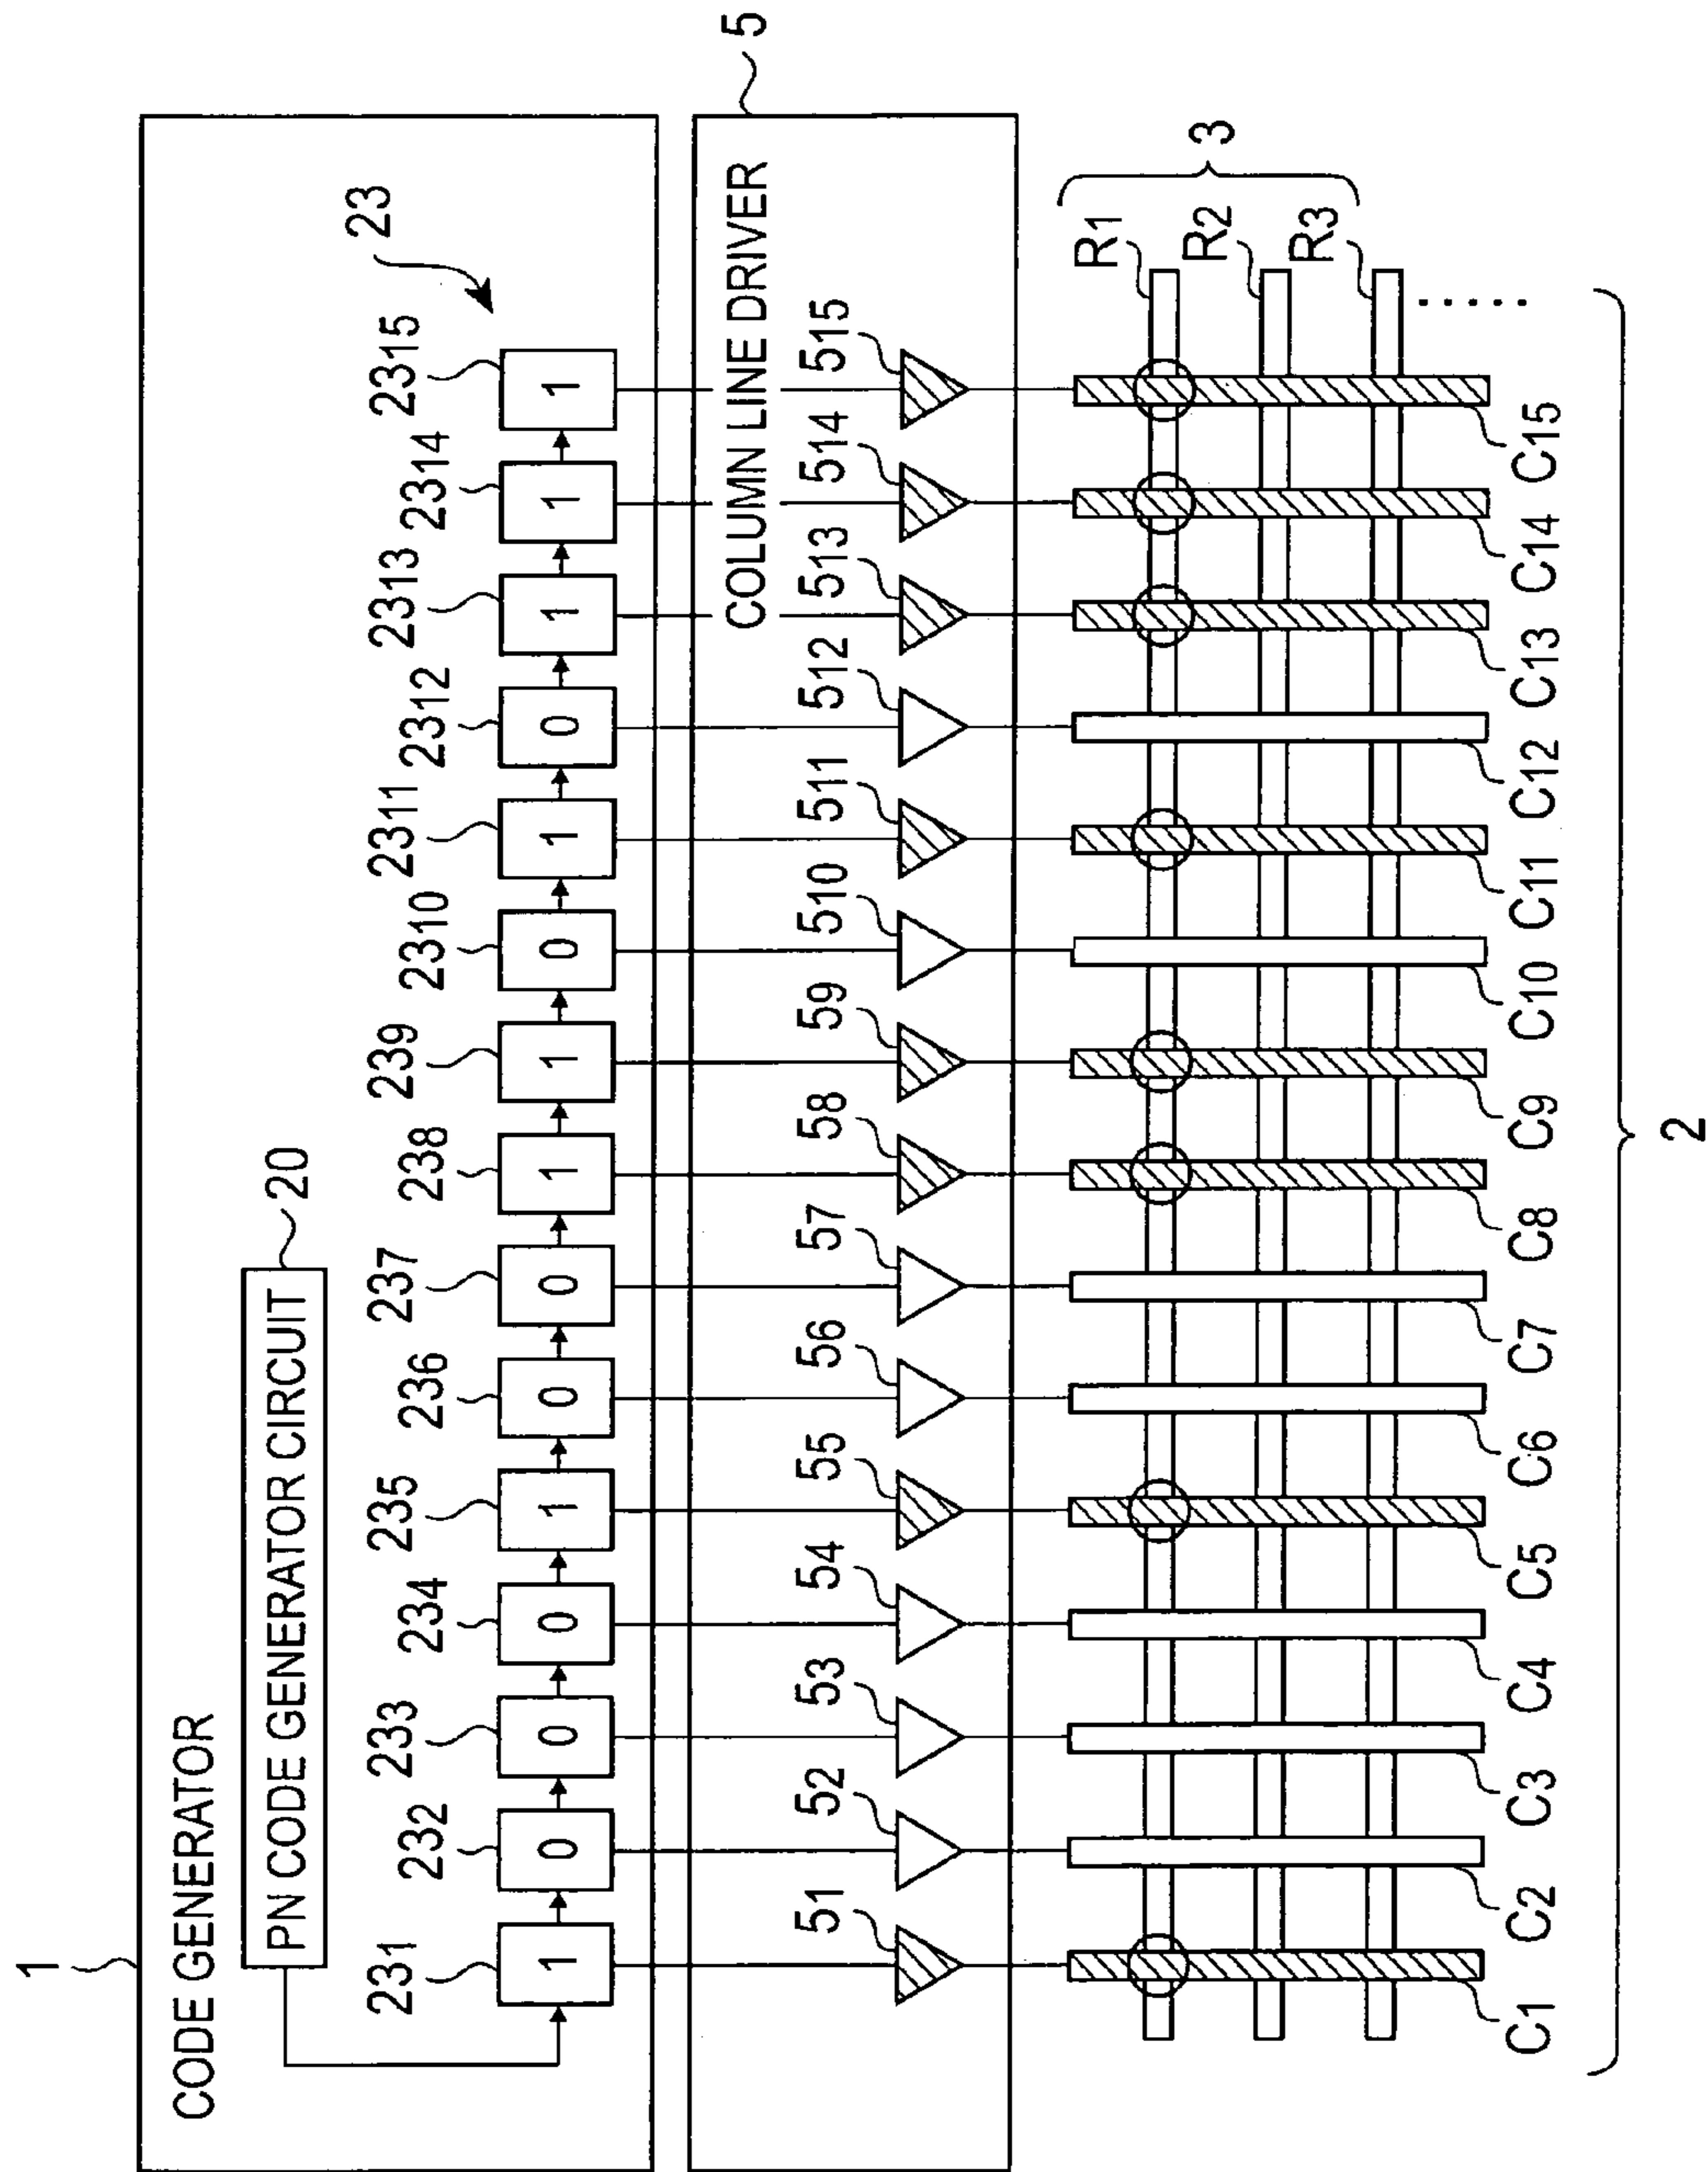 1
CODE GENERATOR
PN CODE GENERATOR CIRCUIT
20
23
231 232 233 234 235 236 237 238 239 2310 2311 2312 2313 2314 2315
1 0 0 0 1 0 0 1 1 0 1 0 1 1 1
5
COLUMN LINE DRIVER
51 52 53 54 55 56 57 58 59 510 511 512 513 514 515
R1
R2
R3
3
.....
C1 C2 C3 C4 C5 C6 C7 C8 C9 C10 C11 C12 C13 C14 C15
2